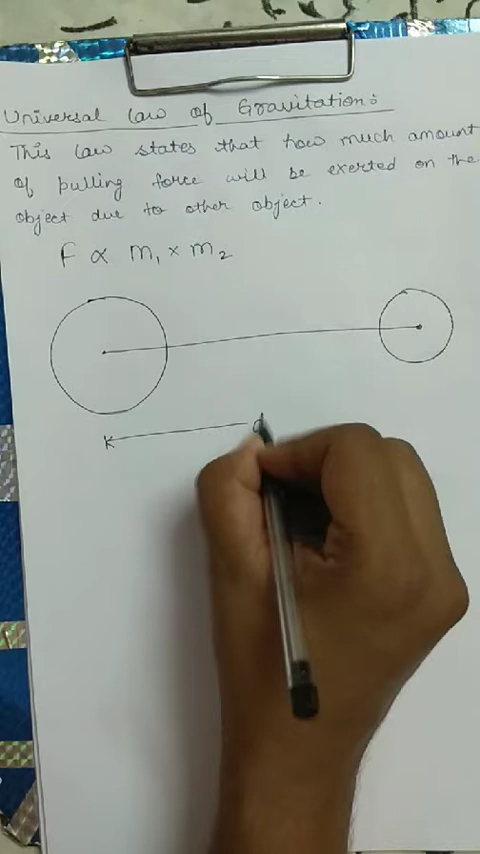 Universal Law of Gravitation:
This law states that how much amount
of pulling force will be exerted on the
object due to other object.
F ∝ m₁ × m₂
d